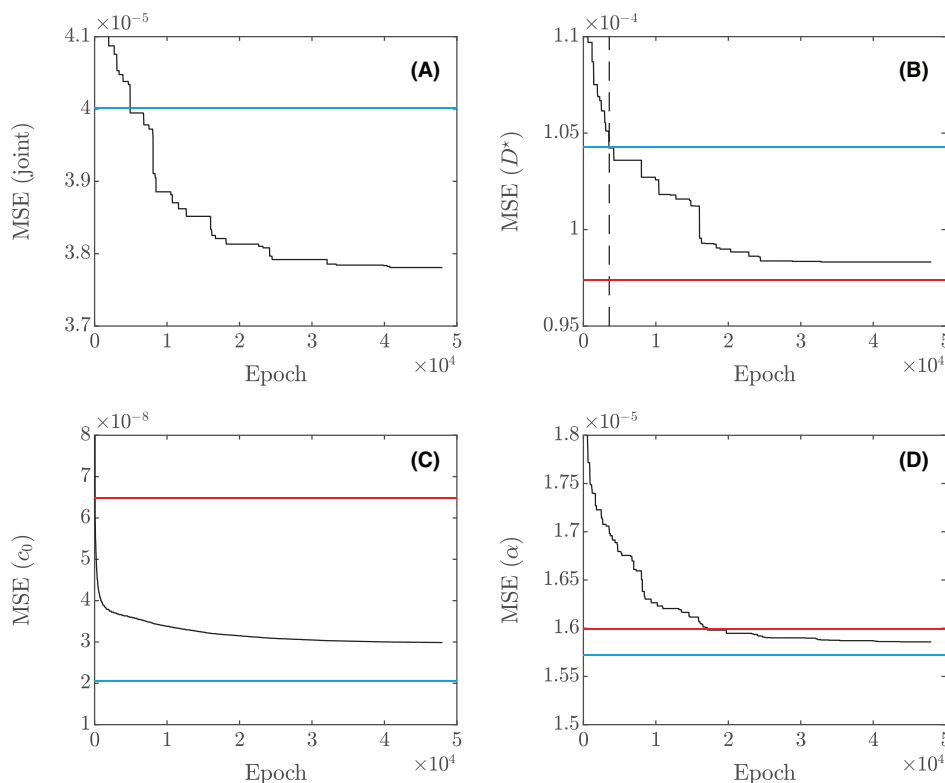 ×10⁻⁵
4.1
4
3.9
3.8
3.7
MSE (joint)
(A)
0 1 2 3 4 5
×10⁴
Epoch
×10⁻⁴
1.1
1.05
1
0.95
MSE (D⋆)
(B)
0 1 2 3 4 5
×10⁴
Epoch
×10⁻⁸
8
7
6
5
4
3
2
1
MSE (c₀)
(C)
0 1 2 3 4 5
×10⁴
Epoch
×10⁻⁵
1.8
1.75
1.7
1.65
1.6
1.55
1.5
MSE (α)
(D)
0 1 2 3 4 5
×10⁴
Epoch